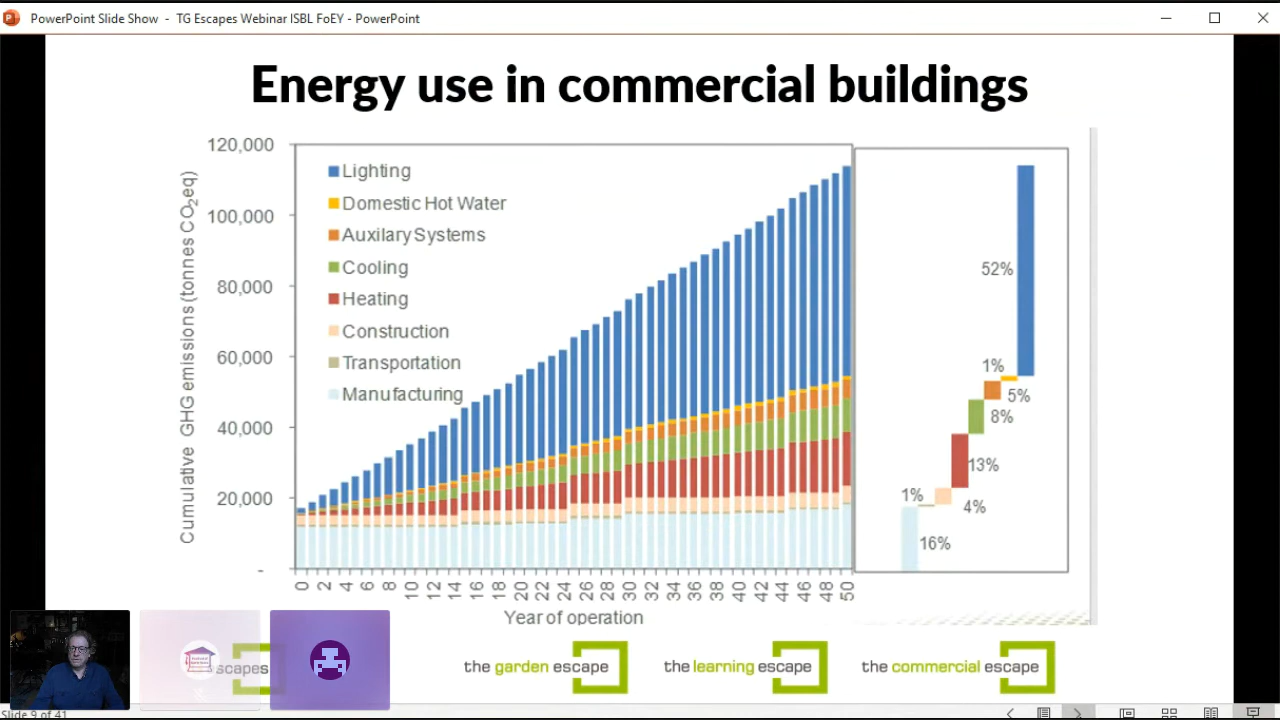 PowerPoint Slide Show - TG Escapes Webinar ISBL FoEY - PowerPoint
Energy use in commercial buildings
120,000
100,000
80,000
60,000
40,000
20,000
-
Cumulative GHG emissions (tonnes CO2eq)
Lighting
Domestic Hot Water
Auxilary Systems
Cooling
Heating
Construction
Transportation
Manufacturing
52%
1%
5%
8%
13%
1%
4%
16%
0 2 4 6 8 10 12 14 16 18 20 22 24 26 28 30 32 34 36 38 40 42 44 46 48 50
Year of operation
escapes
the garden escape
the learning escape
the commercial escape
Slide 9 of 41